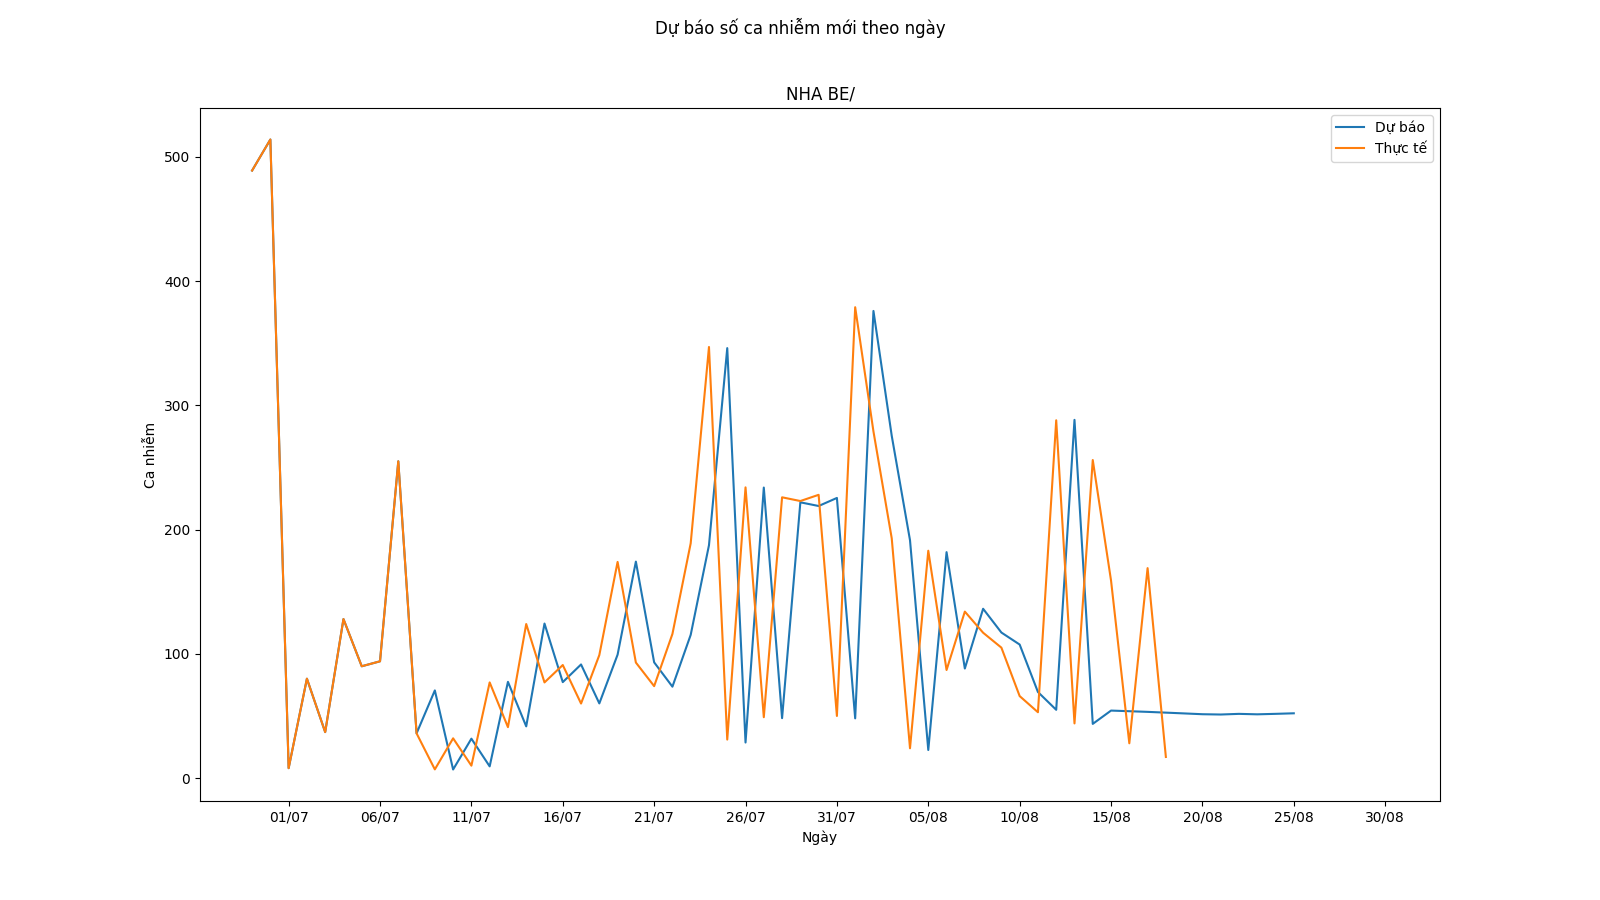 Dự báo số ca nhiễm mới theo ngày
NHA BE/
Dự báo
Thực tế
500
400
300
200
100
0
Ca nhiễm
01/07 06/07 11/07 16/07 21/07 26/07 31/07 05/08 10/08 15/08 20/08 25/08 30/08
Ngày